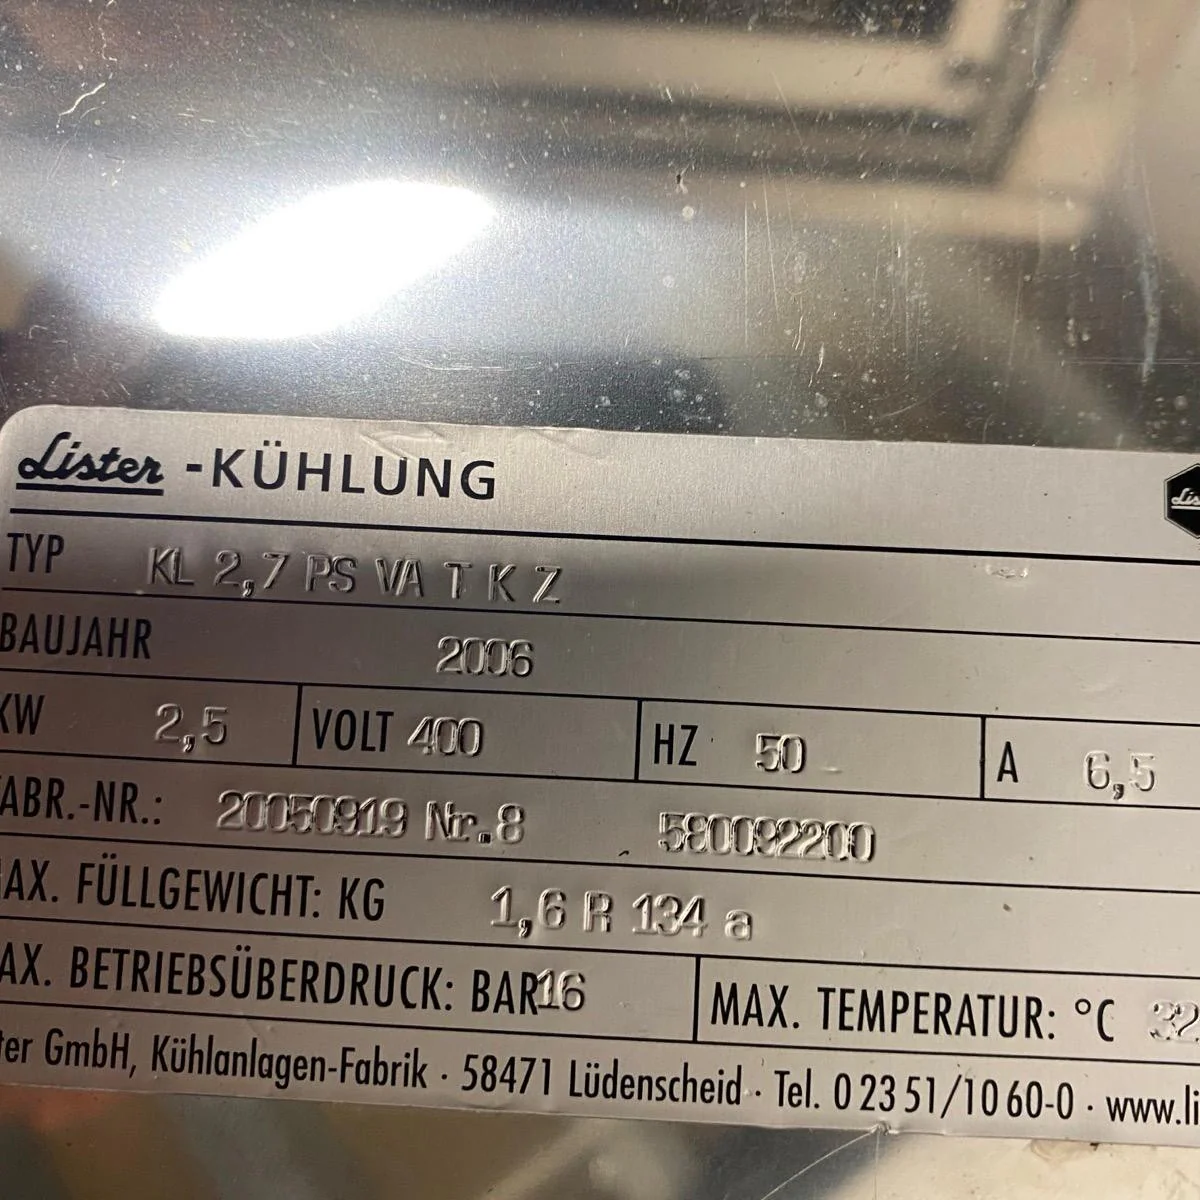 Lister -KÜHLUNG
TYP KL 2,7 PS VA T K Z
BAUJAHR 2006
KW 2,5 VOLT 400 HZ 50 A 6,5
FABR.-NR.: 20050919 Nr.8 580092200
AX. FÜLLGEWICHT: KG 1,6 R 134 a
AX. BETRIEBSÜBERDRUCK: BAR 16 MAX. TEMPERATUR: °C 32
ter GmbH, Kühlanlagen-Fabrik · 58471 Lüdenscheid · Tel. 0 23 51/10 60-0 · www.li